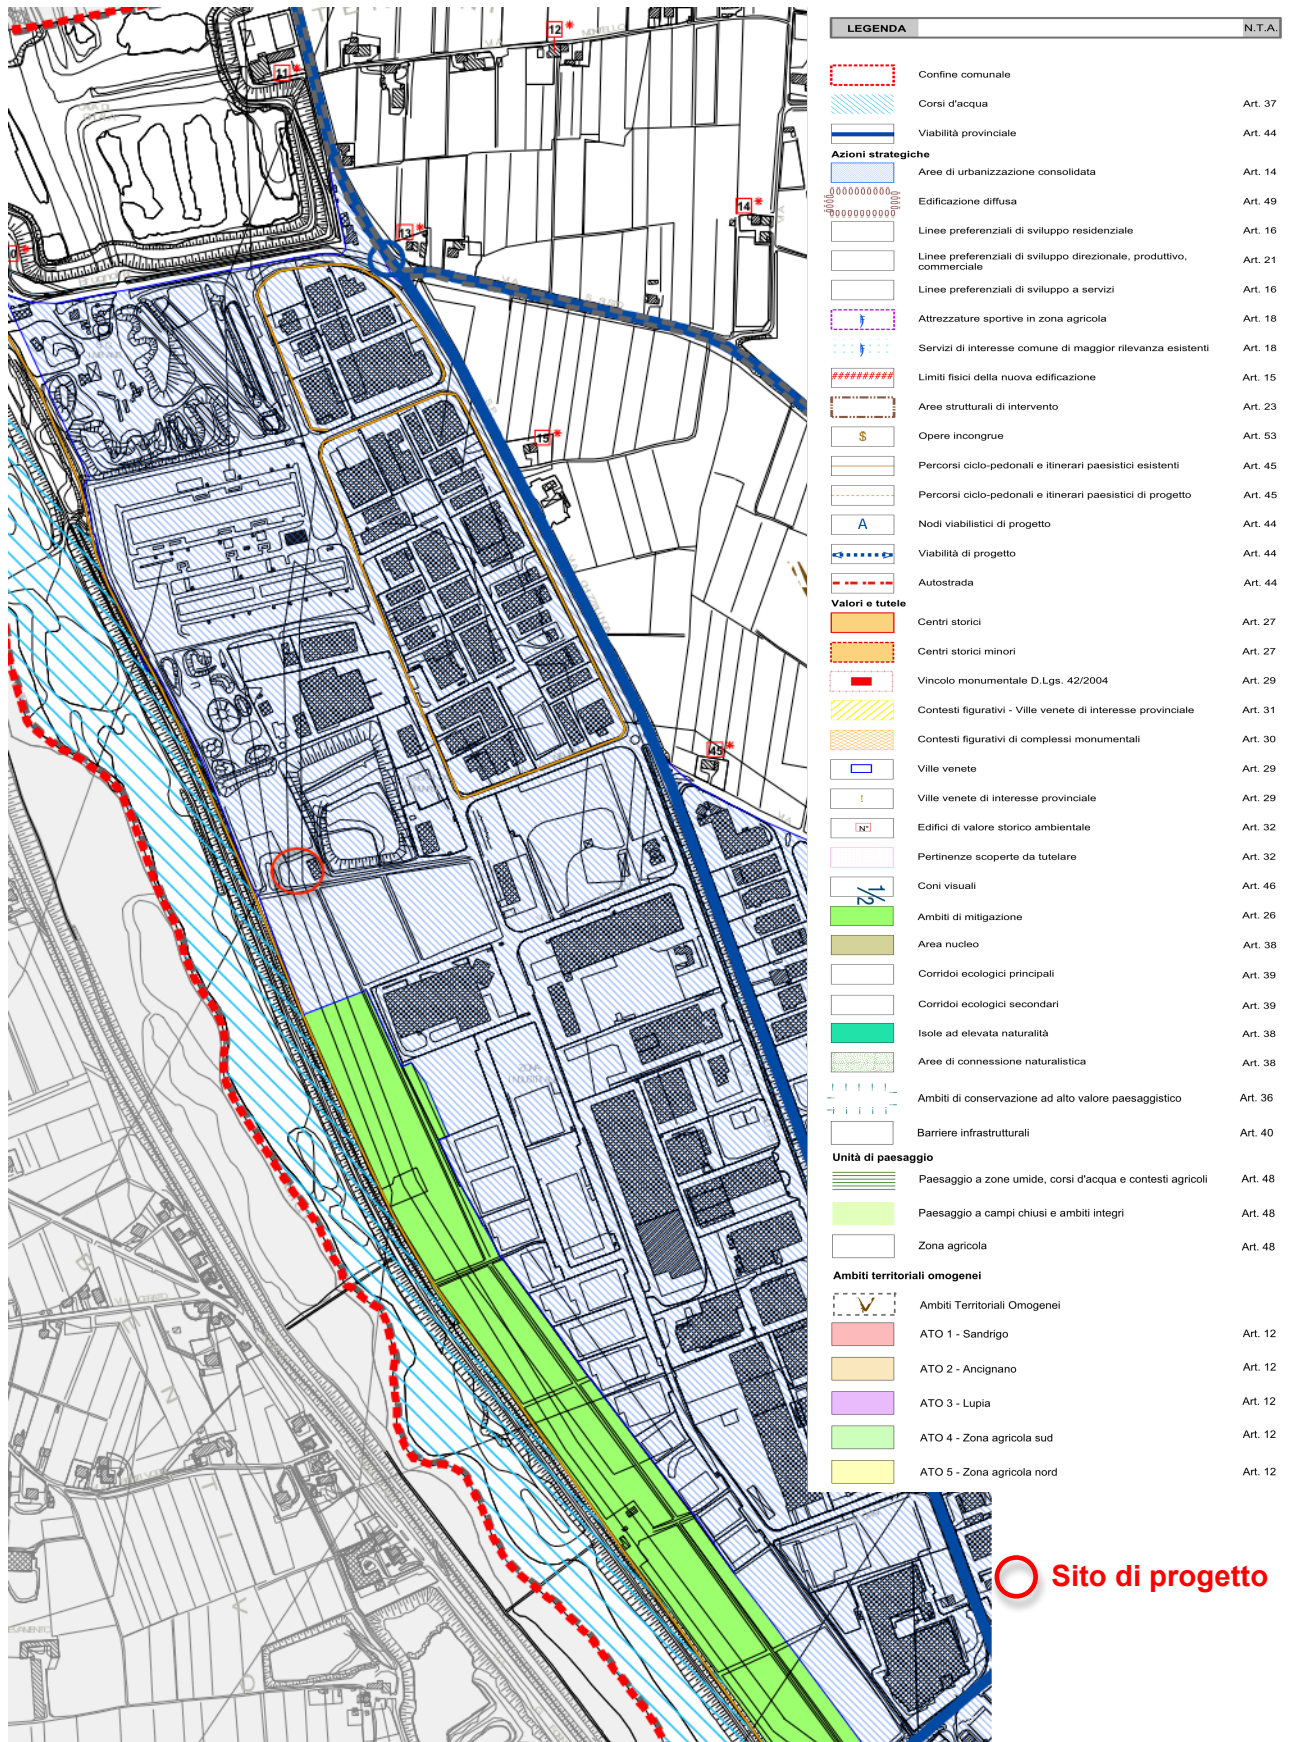 LEGENDA N.T.A.
Confine comunale
Corsi d'acqua Art. 37
Viabilità provinciale Art. 44
Azioni strategiche
Aree di urbanizzazione consolidata Art. 14
Edificazione diffusa Art. 49
Linee preferenziali di sviluppo residenziale Art. 16
Linee preferenziali di sviluppo direzionale, produttivo,
commerciale Art. 21
Linee preferenziali di sviluppo a servizi Art. 16
Attrezzature sportive in zona agricola Art. 18
Servizi di interesse comune di maggior rilevanza esistenti Art. 18
########## Limiti fisici della nuova edificazione Art. 15
Aree strutturali di intervento Art. 23
$ Opere incongrue Art. 53
Percorsi ciclo-pedonali e itinerari paesistici esistenti Art. 45
Percorsi ciclo-pedonali e itinerari paesistici di progetto Art. 45
A Nodi viabilistici di progetto Art. 44
Viabilità di progetto Art. 44
Autostrada Art. 44
Valori e tutele
Centri storici Art. 27
Centri storici minori Art. 27
Vincolo monumentale D.Lgs. 42/2004 Art. 29
Contesti figurativi - Ville venete di interesse provinciale Art. 31
Contesti figurativi di complessi monumentali Art. 30
Ville venete Art. 29
Ville venete di interesse provinciale Art. 29
N° Edifici di valore storico ambientale Art. 32
Pertinenze scoperte da tutelare Art. 32
1/2 Coni visuali Art. 46
Ambiti di mitigazione Art. 26
Area nucleo Art. 38
Corridoi ecologici principali Art. 39
Corridoi ecologici secondari Art. 39
Isole ad elevata naturalità Art. 38
Aree di connessione naturalistica Art. 38
Ambiti di conservazione ad alto valore paesaggistico Art. 36
Barriere infrastrutturali Art. 40
Unità di paesaggio
Paesaggio a zone umide, corsi d'acqua e contesti agricoli Art. 48
Paesaggio a campi chiusi e ambiti integri Art. 48
Zona agricola Art. 48
Ambiti territoriali omogenei
Ambiti Territoriali Omogenei
ATO 1 - Sandrigo Art. 12
ATO 2 - Ancignano Art. 12
ATO 3 - Lupia Art. 12
ATO 4 - Zona agricola sud Art. 12
ATO 5 - Zona agricola nord Art. 12
Sito di progetto
12 *
11 *
14 *
13 *
15 *
45 *
ZONA